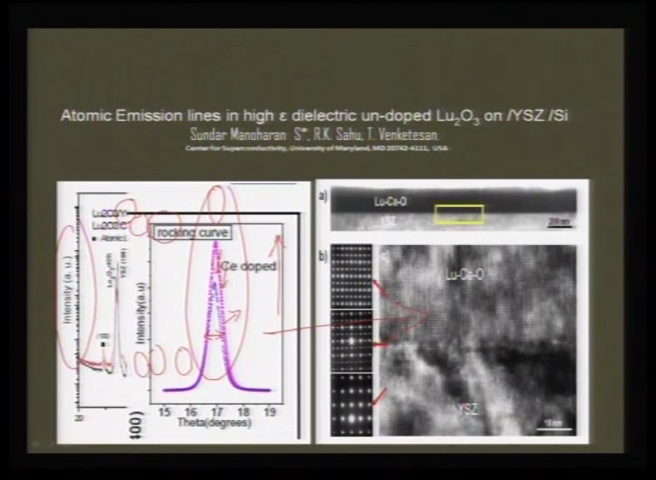 Atomic Emission lines in high ε dielectric un-doped Lu₂O₃ on /YSZ /Si
Sundar Manoharan S*, R.K. Sahu, T. Venketesan,
Center for Superconductivity, University of Maryland, MD 20742-4111, USA
rocking curve
Ce doped
Intensity (a. u.)
Intensity(a.u)
20
15 16 17 18 19
Theta(degrees)
400)
a)
Lu-Ce-O
YSZ
b)
c)
Lu-Ce-O
YSZ